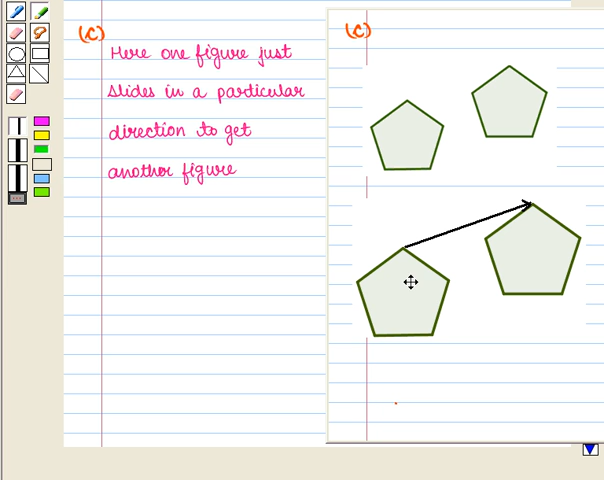 (c)
Here one figure just
slides in a particular
direction to get
another figure
(c)